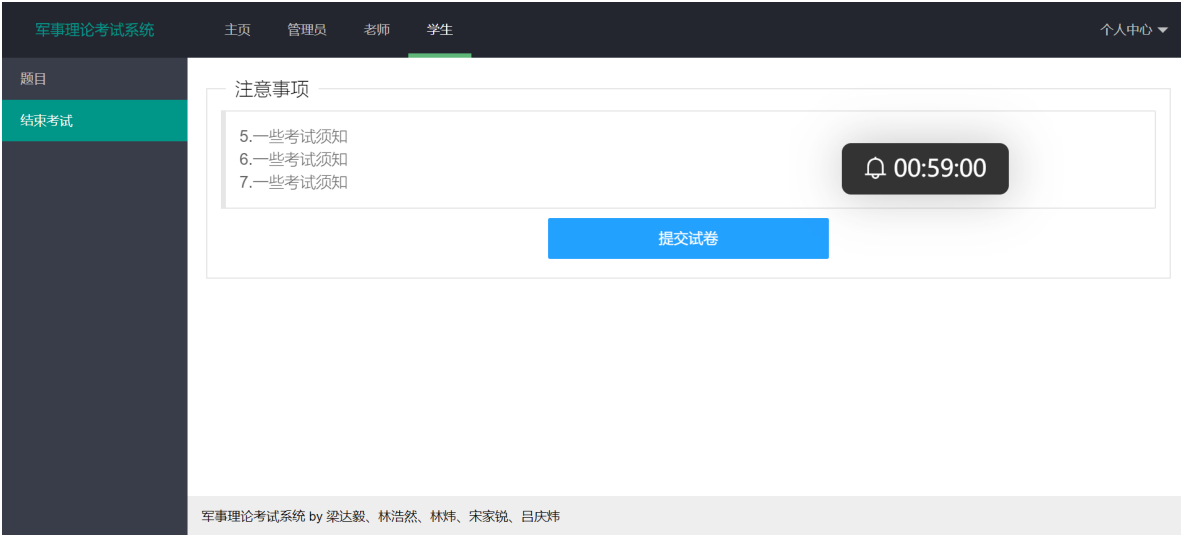 军事理论考试系统 主页 管理员 老师 学生 个人中心
题目
结束考试
注意事项
5.一些考试须知
6.一些考试须知
7.一些考试须知
00:59:00
提交试卷
军事理论考试系统 by 梁达毅、林浩然、林炜、宋家锐、吕庆炜